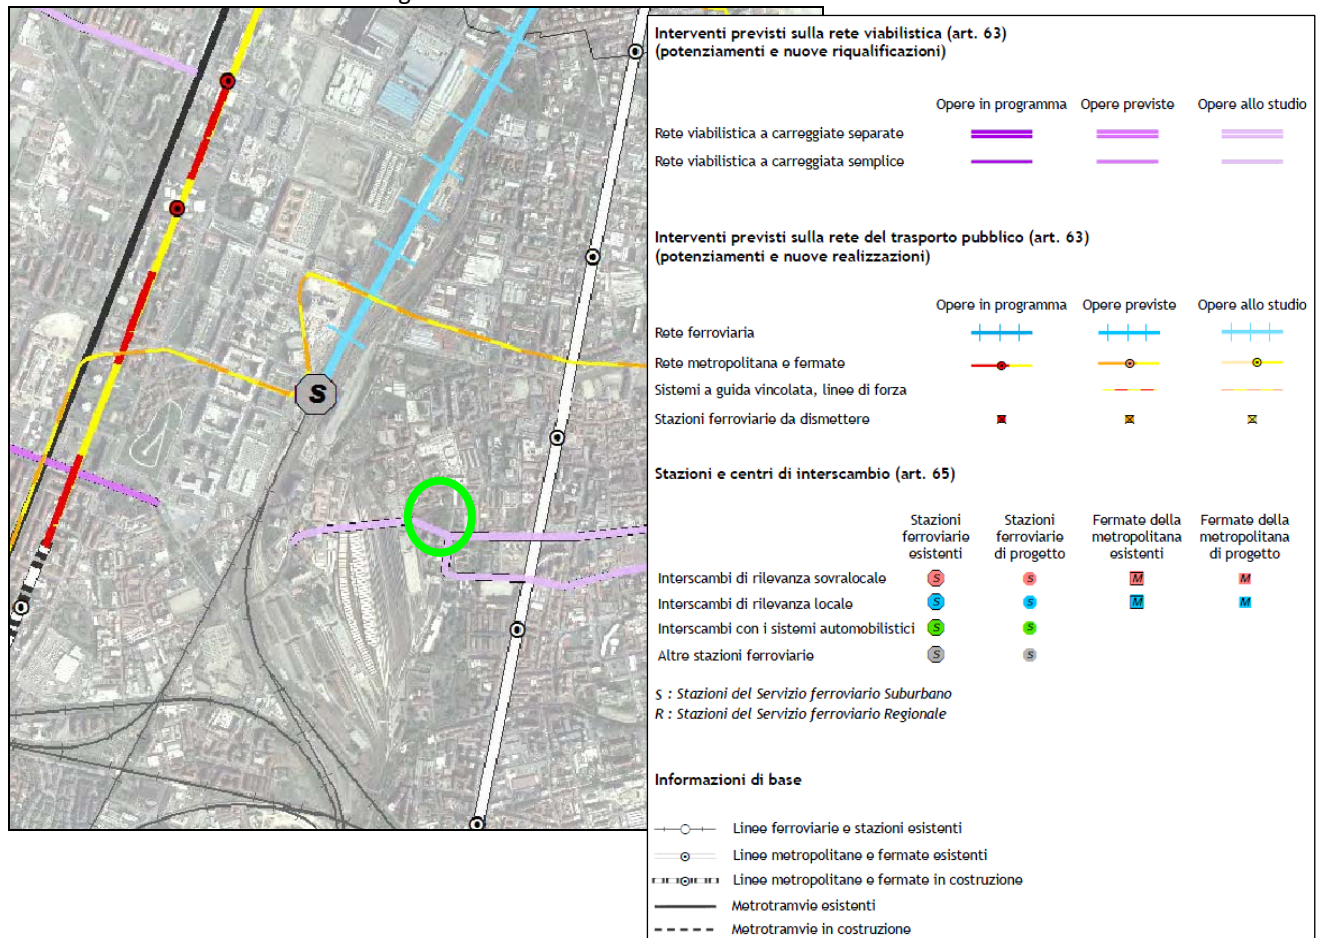 Interventi previsti sulla rete viabilistica (art. 63)
(potenziamenti e nuove riqualificazioni)
Opere in programma Opere previste Opere allo studio
Rete viabilistica a carreggiate separate
Rete viabilistica a carreggiata semplice
Interventi previsti sulla rete del trasporto pubblico (art. 63)
(potenziamenti e nuove realizzazioni)
Opere in programma Opere previste Opere allo studio
Rete ferroviaria
Rete metropolitana e fermate
Sistemi a guida vincolata, linee di forza
Stazioni ferroviarie da dismettere
Stazioni e centri di interscambio (art. 65)
Stazioni Stazioni Fermate della Fermate della
ferroviarie ferroviarie metropolitana metropolitana
esistenti di progetto esistenti di progetto
Interscambi di rilevanza sovralocale S S M M
Interscambi di rilevanza locale S S M M
Interscambi con i sistemi automobilistici S S
Altre stazioni ferroviarie S S
S : Stazioni del Servizio ferroviario Suburbano
R : Stazioni del Servizio ferroviario Regionale
Informazioni di base
Linee ferroviarie e stazioni esistenti
Linee metropolitane e fermate esistenti
Linee metropolitane e fermate in costruzione
Metrotramvie esistenti
Metrotramvie in costruzione
S